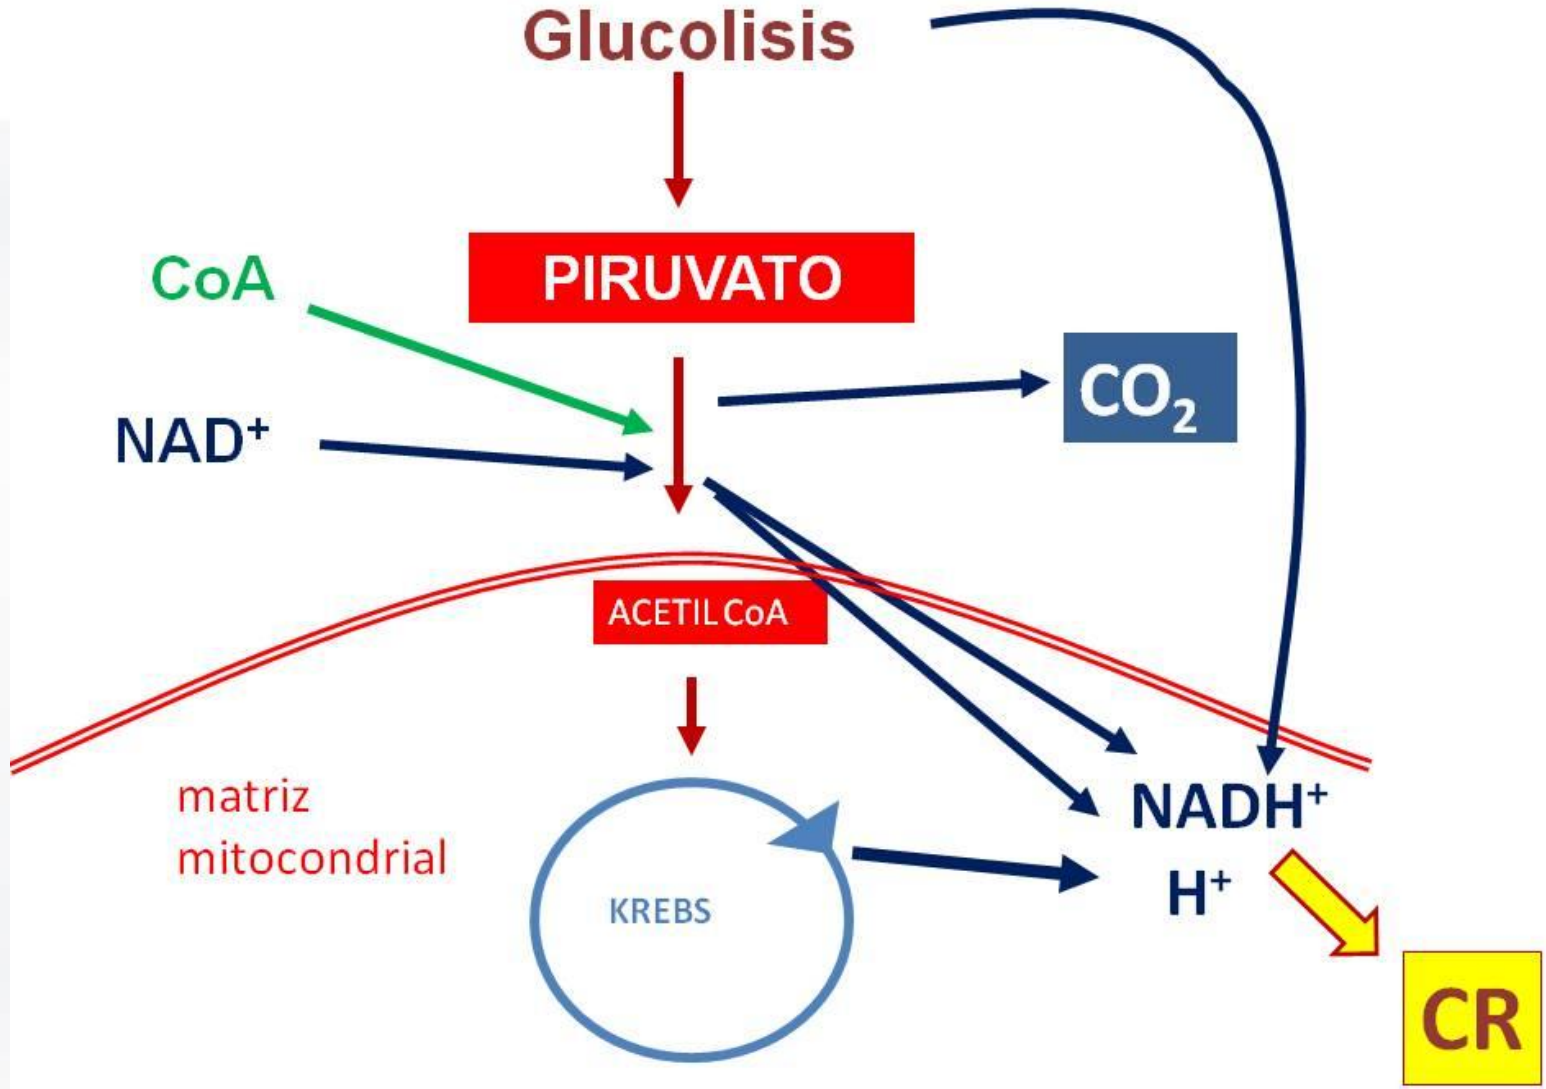 Glucolisis
PIRUVATO
CoA
CO₂
NAD⁺
ACETIL CoA
matriz
mitocondrial
NADH⁺
H⁺
KREBS
CR